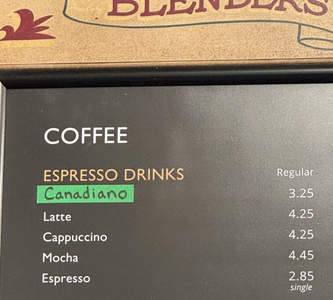 BLENDERS
COFFEE
ESPRESSO DRINKS Regular
Canadiano 3.25
Latte 4.25
Cappuccino 4.25
Mocha 4.45
Espresso 2.85
single